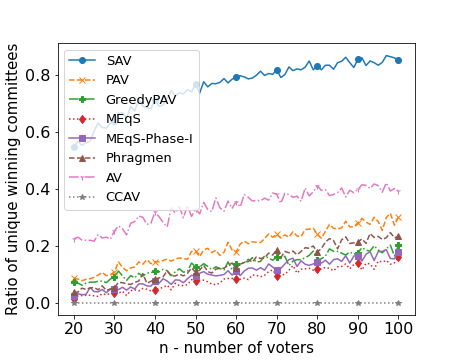 Ratio of unique winning committees
0.8
0.6
0.4
0.2
0.0
SAV
PAV
GreedyPAV
MEqS
MEqS-Phase-I
Phragmen
AV
CCAV
20 30 40 50 60 70 80 90 100
n - number of voters